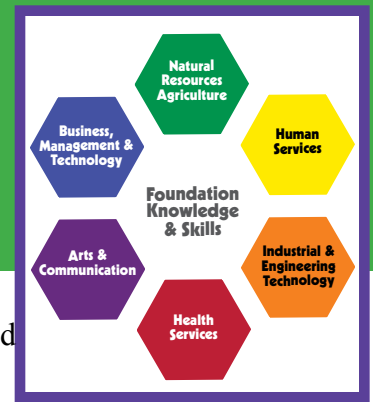 Natural
Resources
Agriculture
Business,
Management &
Technology
Human
Services
Foundation
Knowledge
& Skills
Arts &
Communication
Industrial &
Engineering
Technology
Health
Services
d